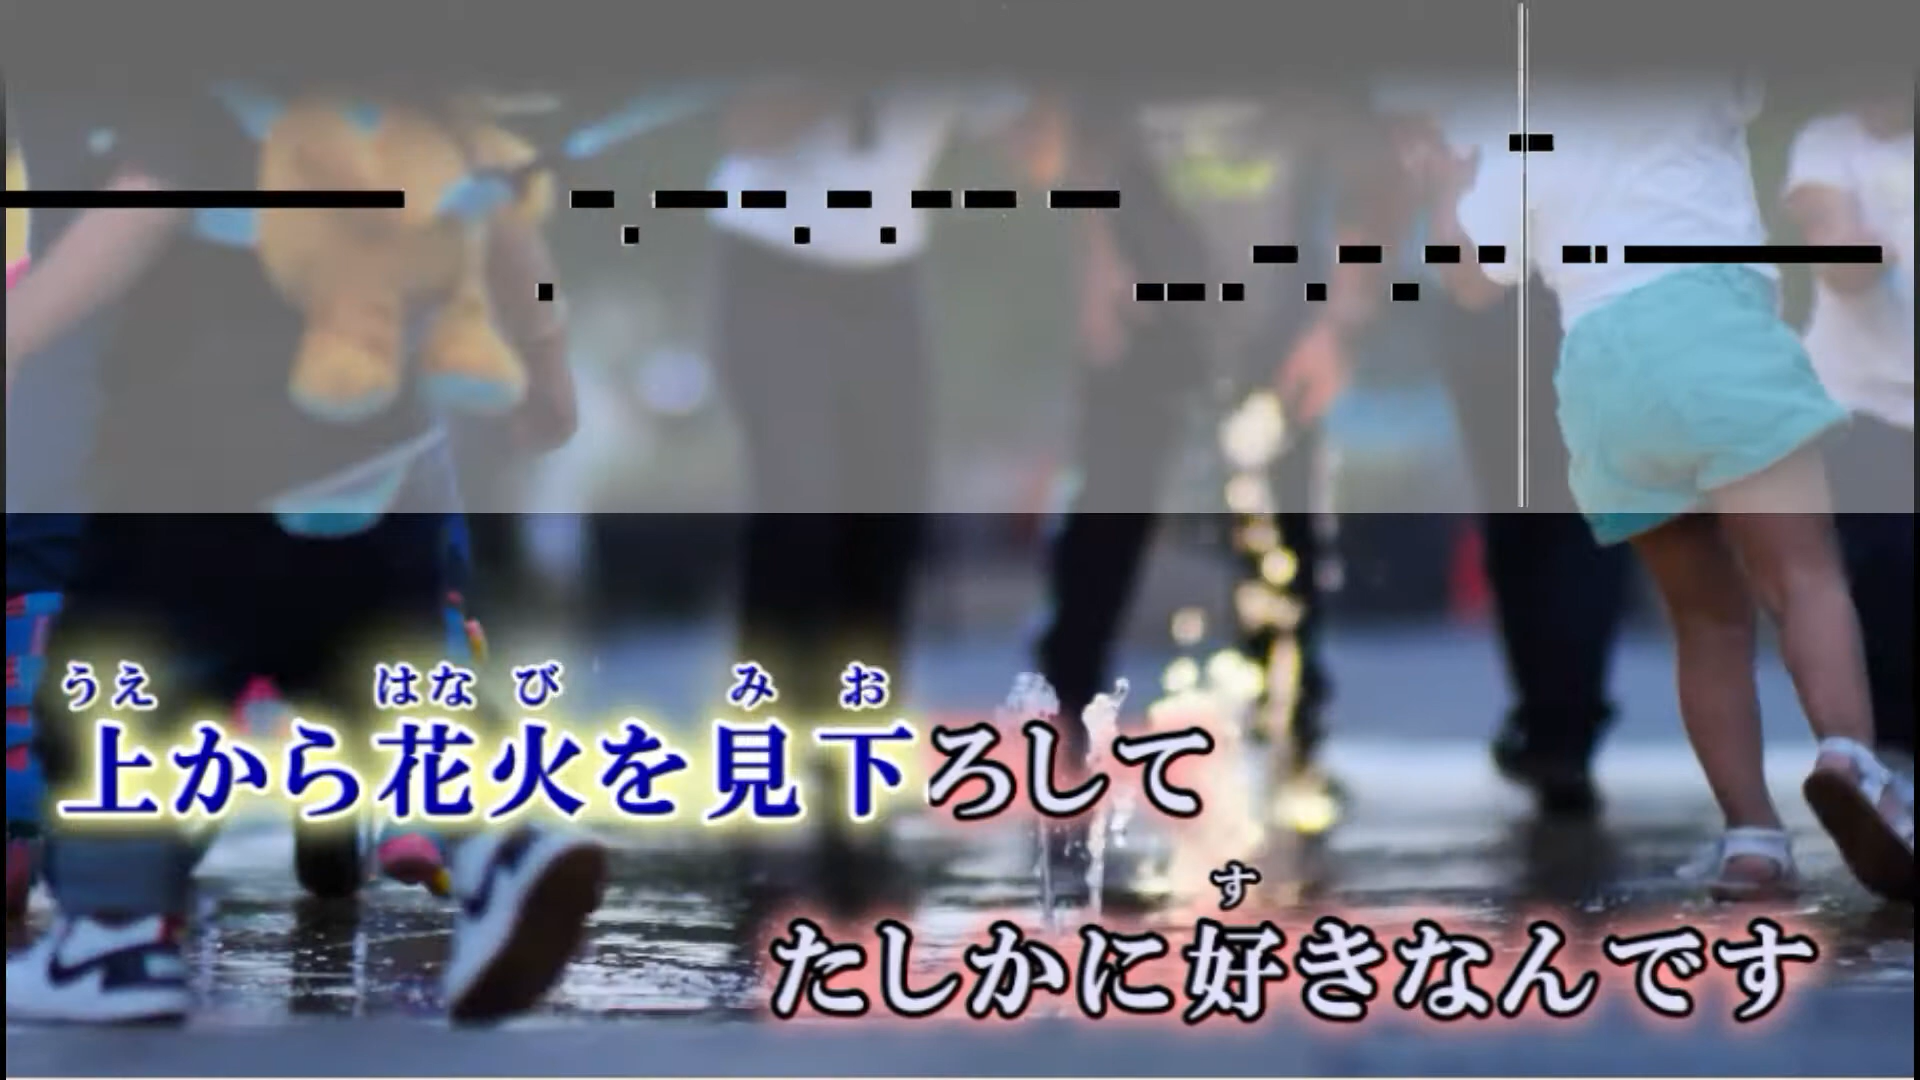 うえ はな び み お
上から花火を見下ろして
す
たしかに好きなんです